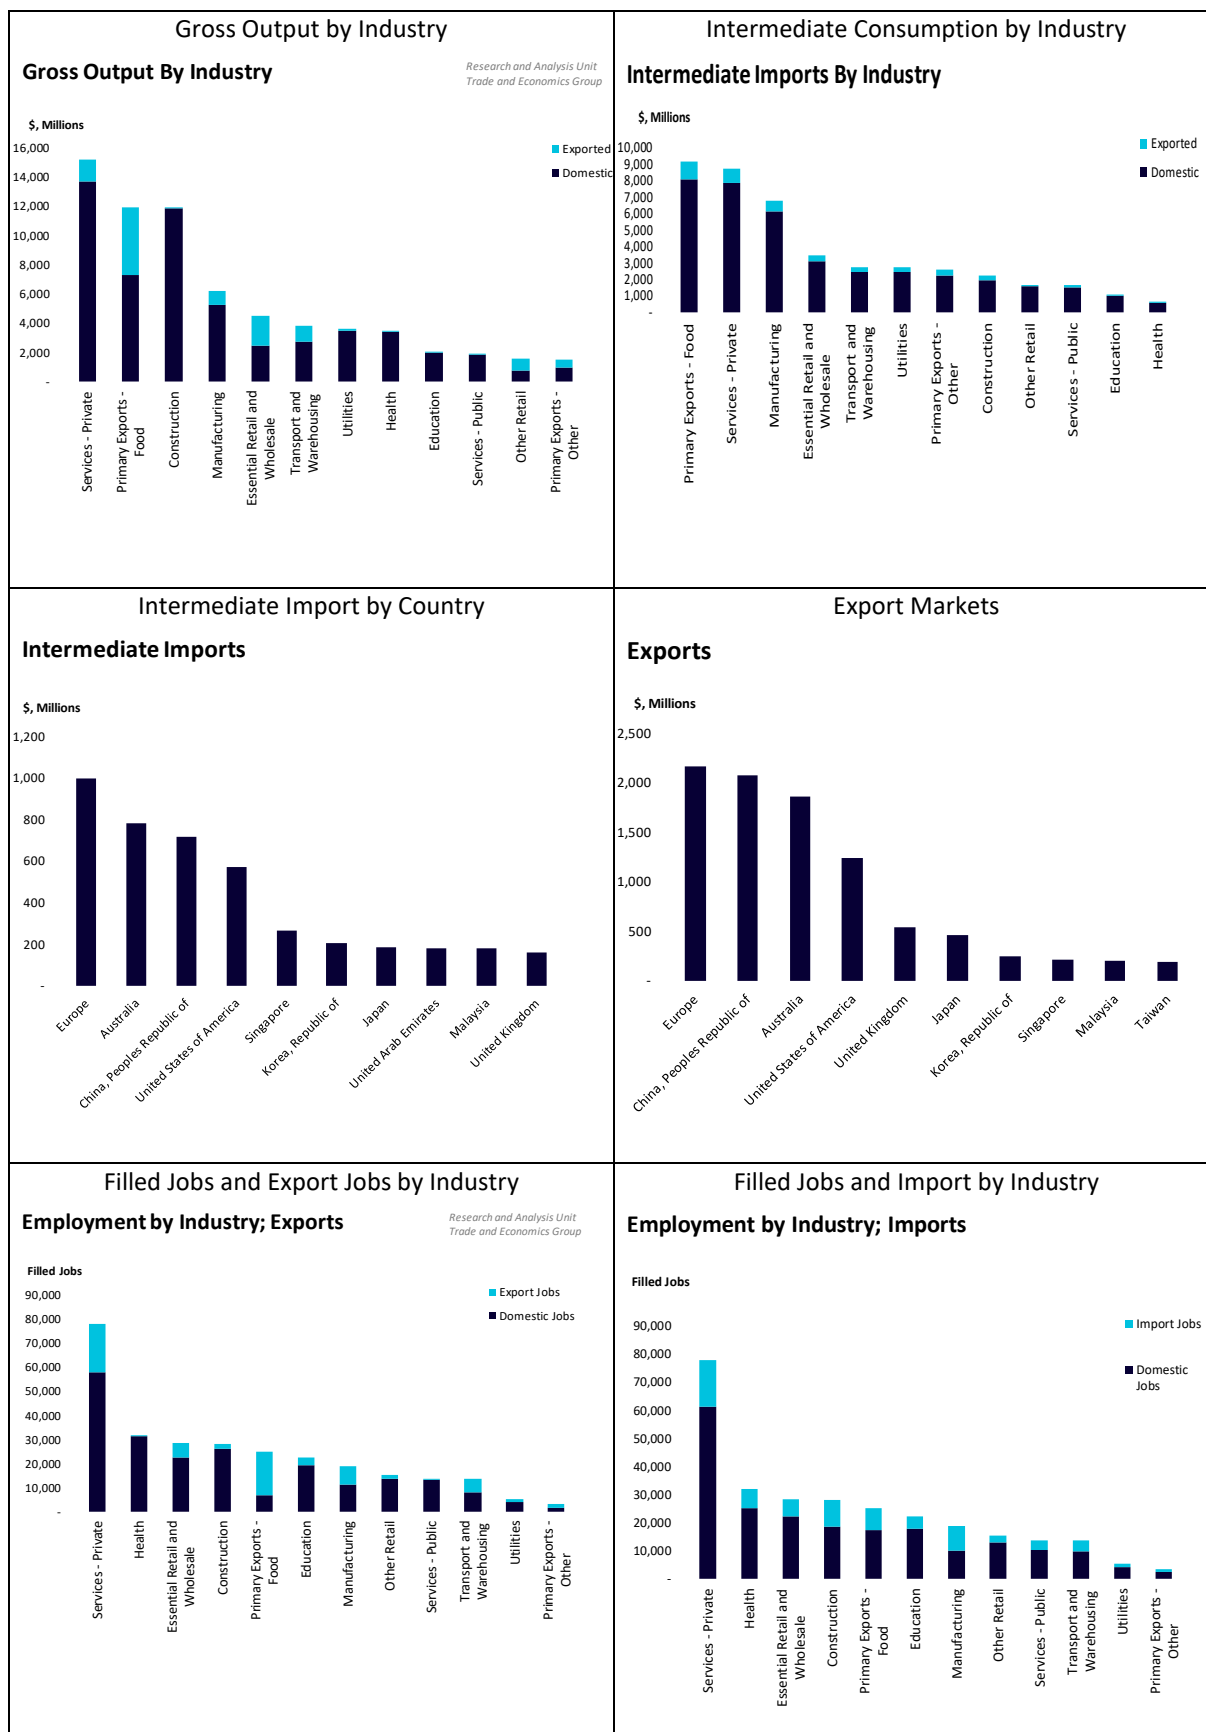 Gross Output by Industry
Gross Output By Industry
Research and Analysis Unit
Trade and Economics Group
$, Millions
16,000
14,000
12,000
10,000
8,000
6,000
4,000
2,000
-
Exported
Domestic
Services - Private
Primary Exports -
Food
Construction
Manufacturing
Essential Retail and
Wholesale
Transport and
Warehousing
Utilities
Health
Education
Services - Public
Other Retail
Primary Exports -
Other
Intermediate Consumption by Industry
Intermediate Imports By Industry
$, Millions
10,000
9,000
8,000
7,000
6,000
5,000
4,000
3,000
2,000
1,000
-
Exported
Domestic
Primary Exports - Food
Services - Private
Manufacturing
Essential Retail and
Wholesale
Transport and
Warehousing
Utilities
Primary Exports -
Other
Construction
Other Retail
Services - Public
Education
Health
Intermediate Import by Country
Intermediate Imports
$, Millions
1,200
1,000
800
600
400
200
-
Europe
Australia
China, Peoples Republic of
United States of America
Singapore
Korea, Republic of
Japan
United Arab Emirates
Malaysia
United Kingdom
Export Markets
Exports
$, Millions
2,500
2,000
1,500
1,000
500
-
Europe
China, Peoples Republic of
Australia
United States of America
United Kingdom
Japan
Korea, Republic of
Singapore
Malaysia
Taiwan
Filled Jobs and Export Jobs by Industry
Employment by Industry; Exports
Research and Analysis Unit
Trade and Economics Group
Filled Jobs
90,000
80,000
70,000
60,000
50,000
40,000
30,000
20,000
10,000
-
Export Jobs
Domestic Jobs
Services - Private
Health
Essential Retail and
Wholesale
Construction
Primary Exports -
Food
Education
Manufacturing
Other Retail
Services - Public
Transport and
Warehousing
Utilities
Primary Exports -
Other
Filled Jobs and Import by Industry
Employment by Industry; Imports
Filled Jobs
90,000
80,000
70,000
60,000
50,000
40,000
30,000
20,000
10,000
-
Import Jobs
Domestic
Jobs
Services - Private
Health
Essential Retail and
Wholesale
Construction
Primary Exports -
Food
Education
Manufacturing
Other Retail
Services - Public
Transport and
Warehousing
Utilities
Primary Exports -
Other